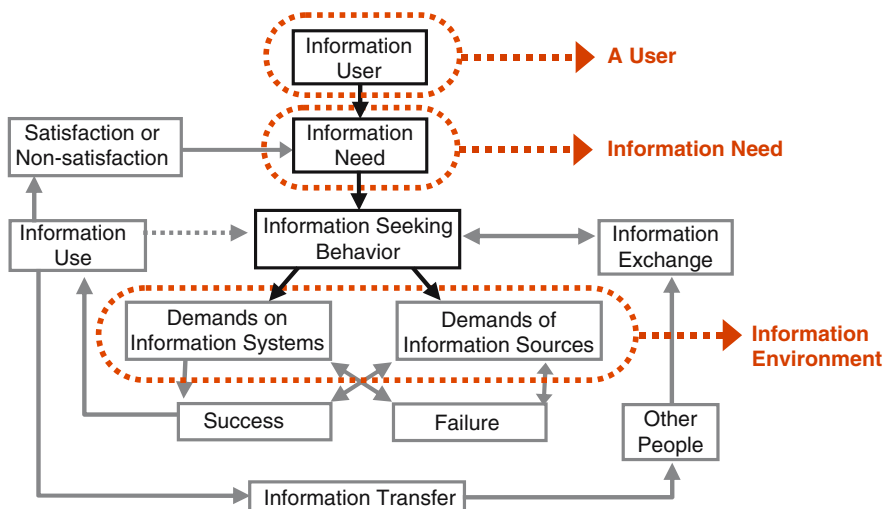 Information
User
A User
Satisfaction or
Non-satisfaction
Information
Need
Information Need
Information
Use
Information Seeking
Behavior
Information
Exchange
Demands on
Information Systems
Demands of
Information Sources
Information
Environment
Success
Failure
Other
People
Information Transfer